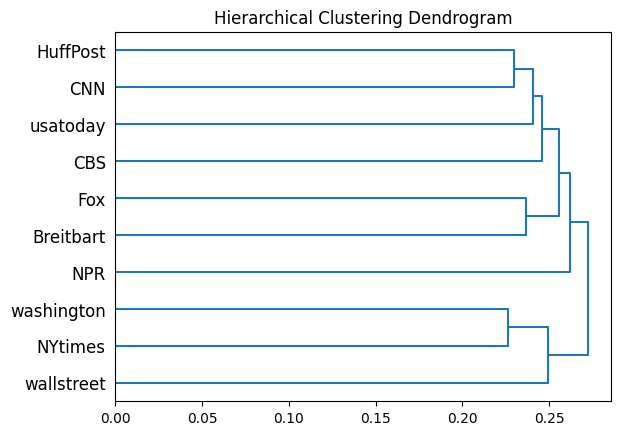 Hierarchical Clustering Dendrogram
HuffPost
CNN
usatoday
CBS
Fox
Breitbart
NPR
washington
NYtimes
wallstreet
0.00 0.05 0.10 0.15 0.20 0.25